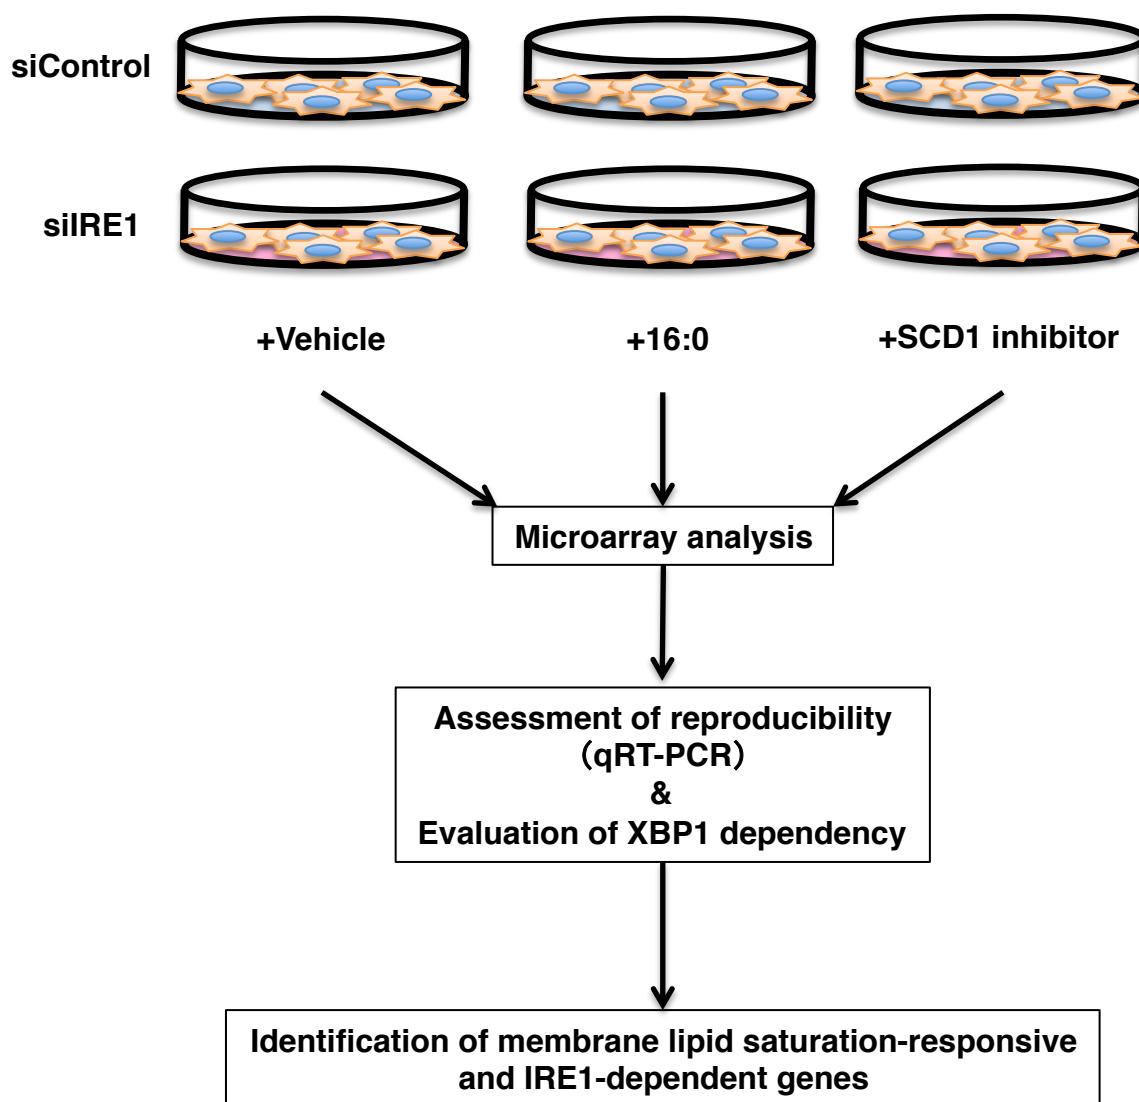 siControl
siIRE1
+Vehicle
+16:0
+SCD1 inhibitor
Microarray analysis
Assessment of reproducibility
（qRT-PCR）
&
Evaluation of XBP1 dependency
Identification of membrane lipid saturation-responsive
and IRE1-dependent genes